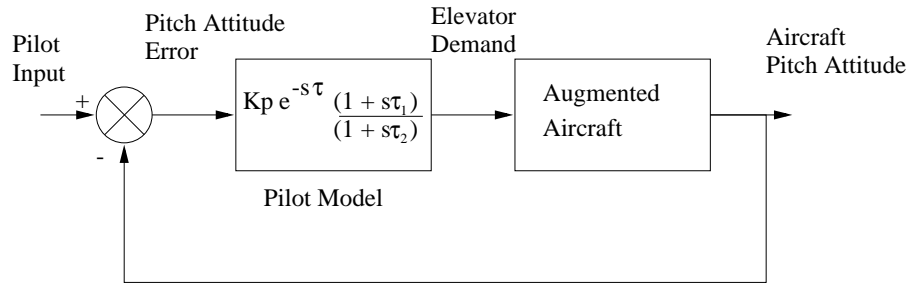 Pilot
Input
Pitch Attitude
Error
Elevator
Demand
Aircraft
Pitch Attitude
+
-
Kp e^{-sτ} (1 + sτ₁)
(1 + sτ₂)
Augmented
Aircraft
Pilot Model